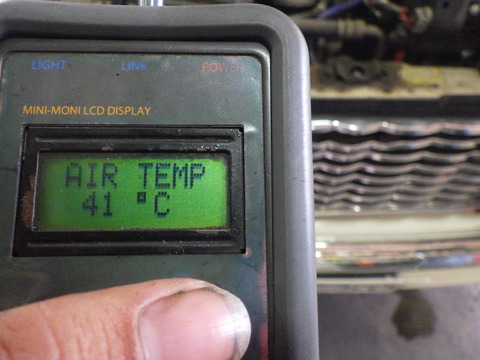 LIGHT LINK POWER
MINI-MONI LCD DISPLAY
AIR TEMP
41 °C